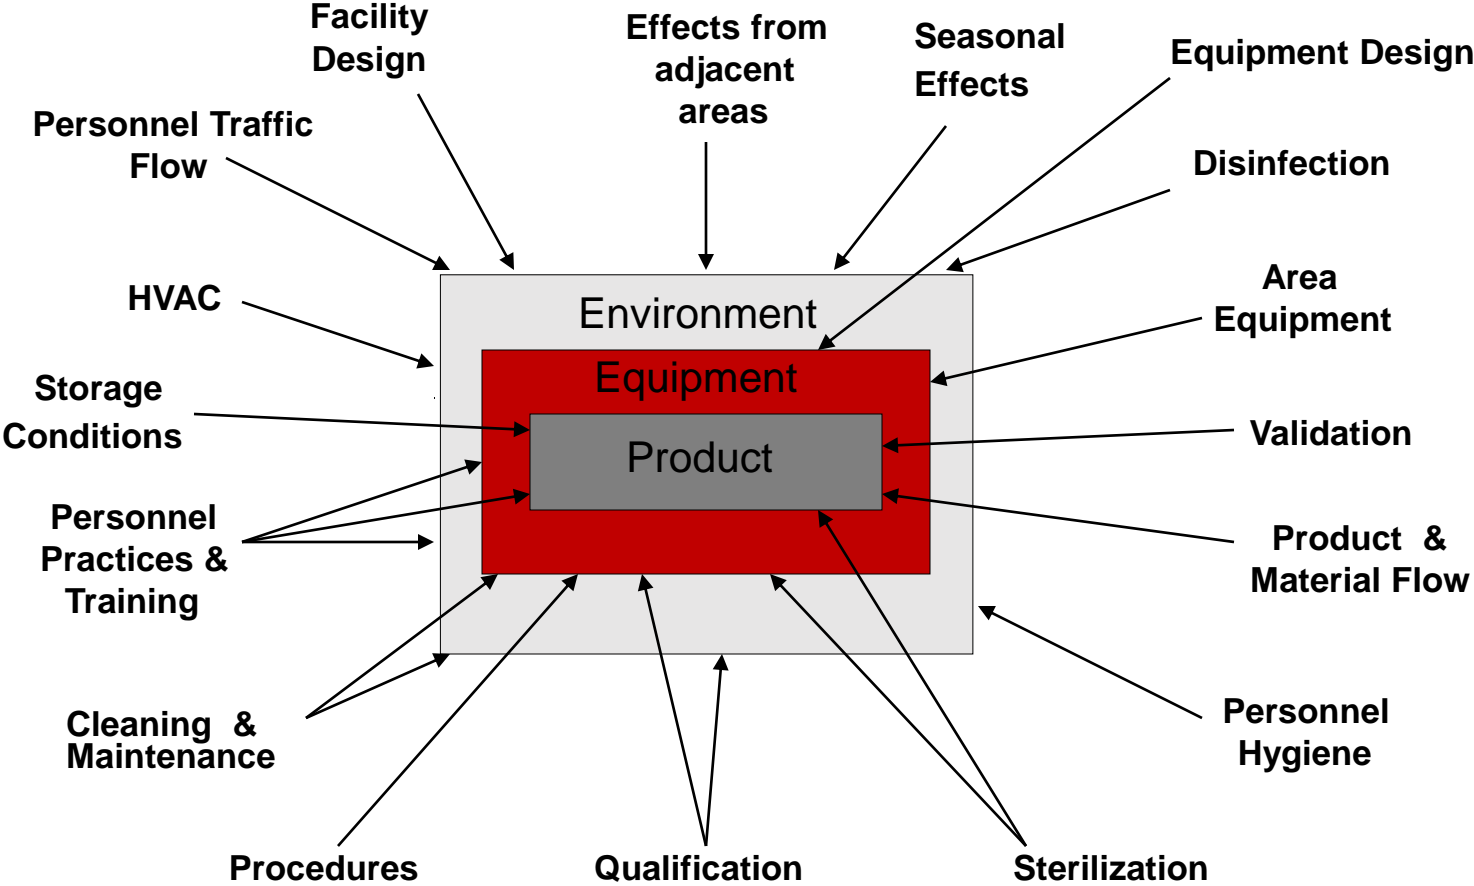 Facility
Design
Effects from
adjacent
areas
Seasonal
Effects
Equipment Design
Personnel Traffic
Flow
Disinfection
HVAC
Environment
Area
Equipment
Equipment
Storage
Conditions
Product
Validation
Personnel
Practices &
Training
Product &
Material Flow
Cleaning &
Maintenance
Personnel
Hygiene
Procedures
Qualification
Sterilization